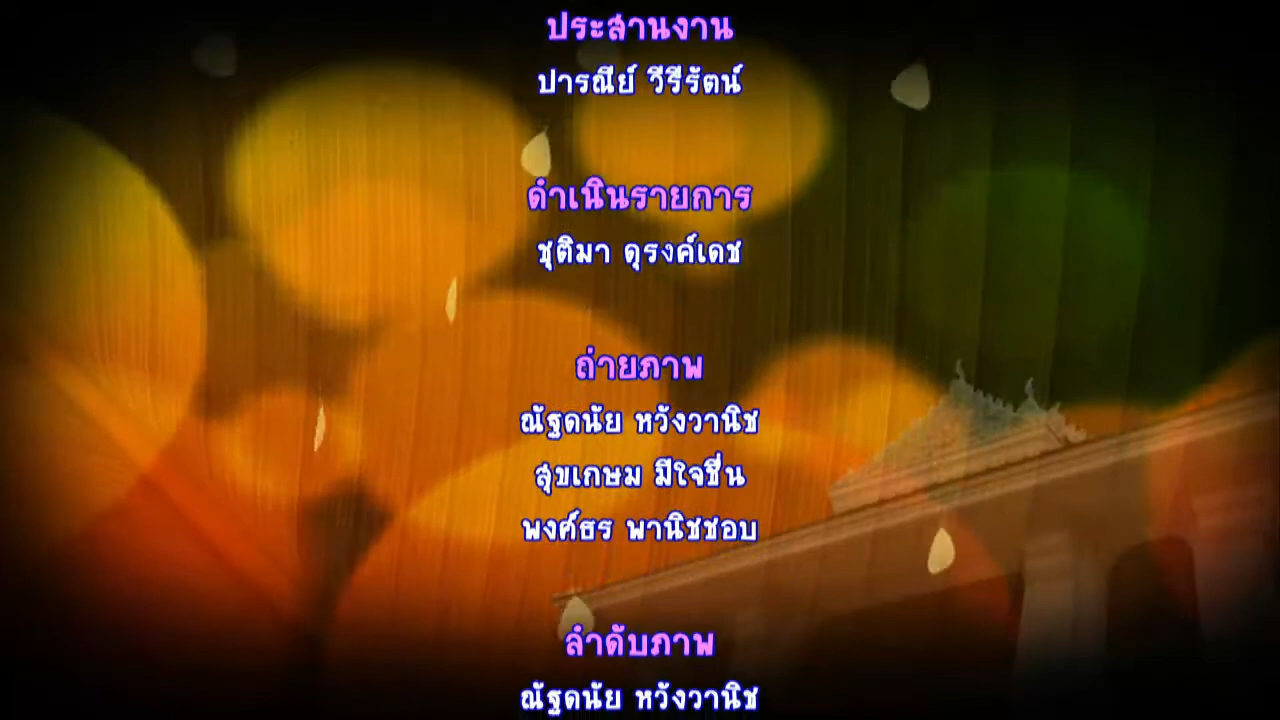 ประสานงาน
ปารณีย์ วีรีรัตน์
ดำเนินรายการ
ชุติมา ดุรงค์เดช
ถ่ายภาพ
ณัฐดนัย หวังวานิช
สุขเกษม มีใจชื่น
พงศ์ธร พานิชชอบ
ลำดับภาพ
ณัฐดนัย หวังวานิช